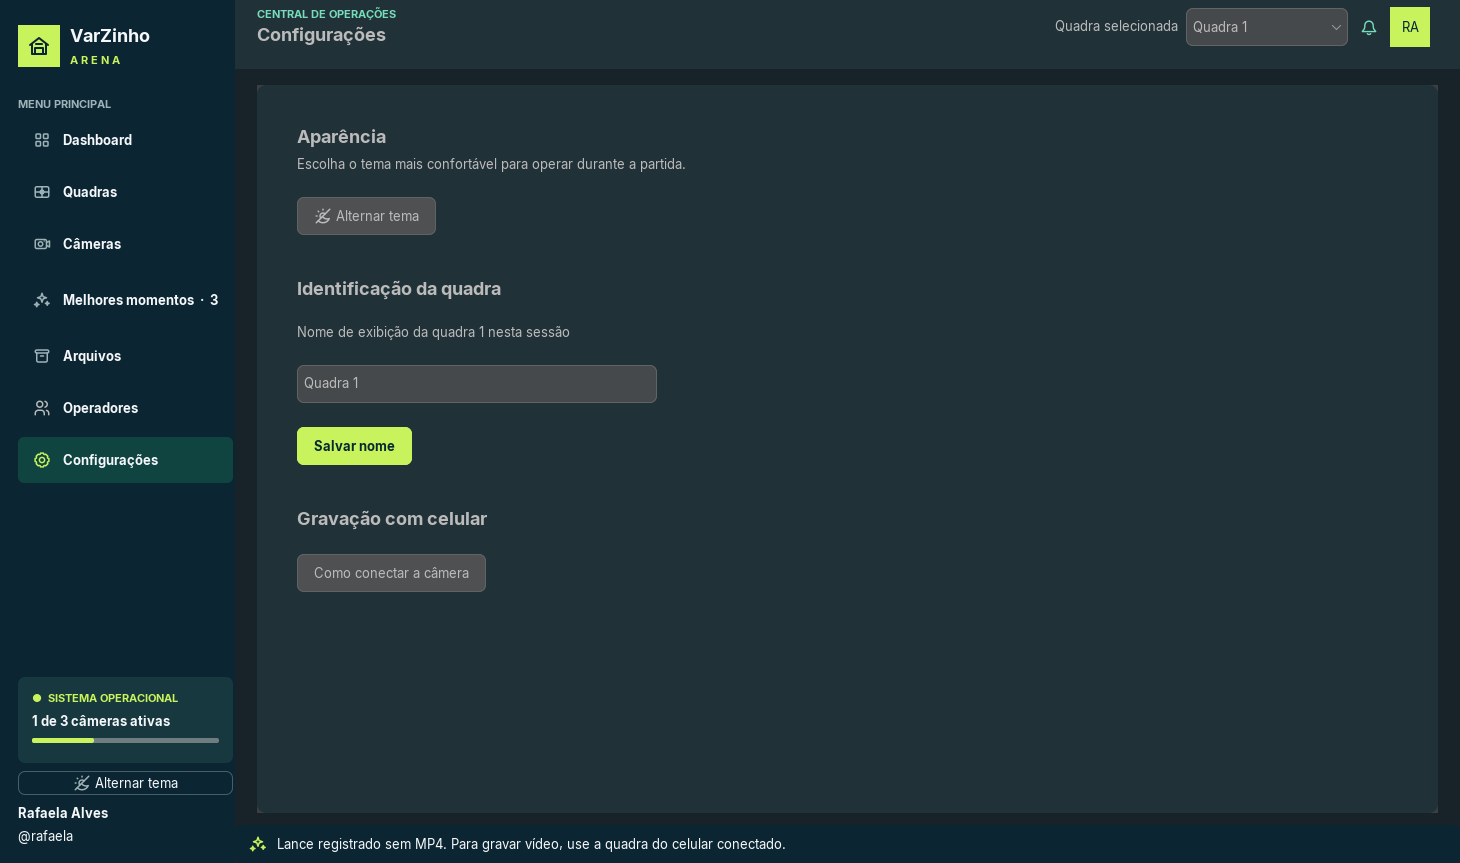 VarZinho
ARENA
MENU PRINCIPAL
Dashboard
Quadras
Câmeras
Melhores momentos · 3
Arquivos
Operadores
Configurações
SISTEMA OPERACIONAL
1 de 3 câmeras ativas
Alternar tema
Rafaela Alves
@rafaela
CENTRAL DE OPERAÇÕES
Configurações
Quadra selecionada
Quadra 1
RA
Aparência
Escolha o tema mais confortável para operar durante a partida.
Alternar tema
Identificação da quadra
Nome de exibição da quadra 1 nesta sessão
Quadra 1
Salvar nome
Gravação com celular
Como conectar a câmera
Lance registrado sem MP4. Para gravar vídeo, use a quadra do celular conectado.